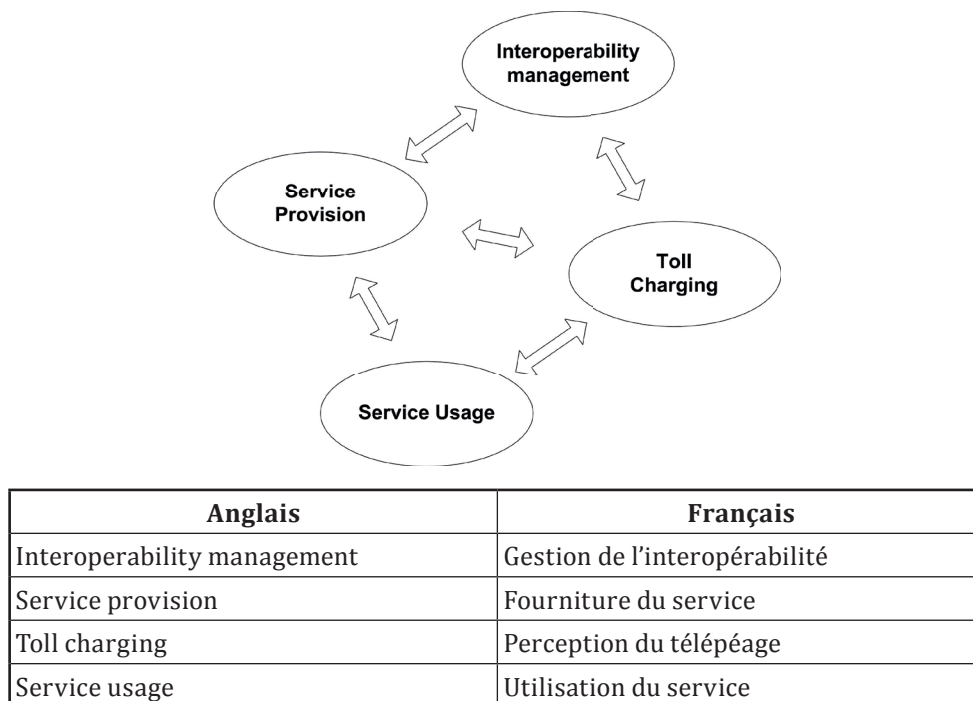 Interoperability
management
Service
Provision
Toll
Charging
Service Usage
Anglais Français
Interoperability management Gestion de l'interopérabilité
Service provision Fourniture du service
Toll charging Perception du télépéage
Service usage Utilisation du service